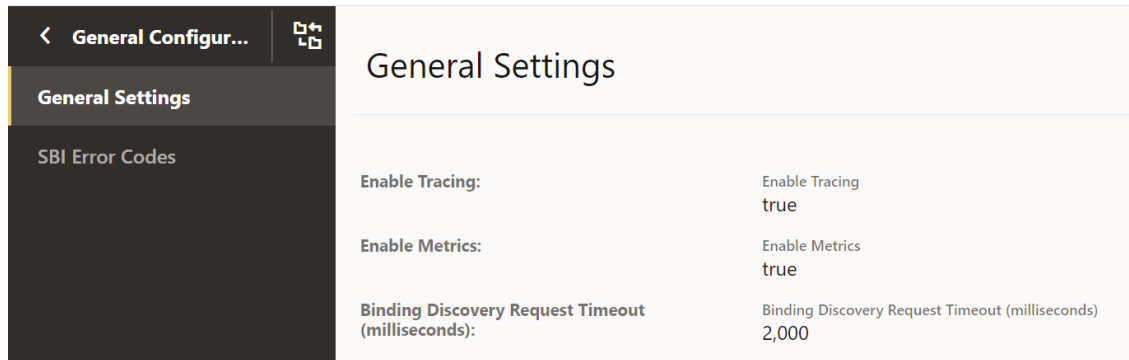 General Configur...
General Settings
SBI Error Codes
General Settings
Enable Tracing:
Enable Tracing
true
Enable Metrics:
Enable Metrics
true
Binding Discovery Request Timeout
(milliseconds):
Binding Discovery Request Timeout (milliseconds)
2,000